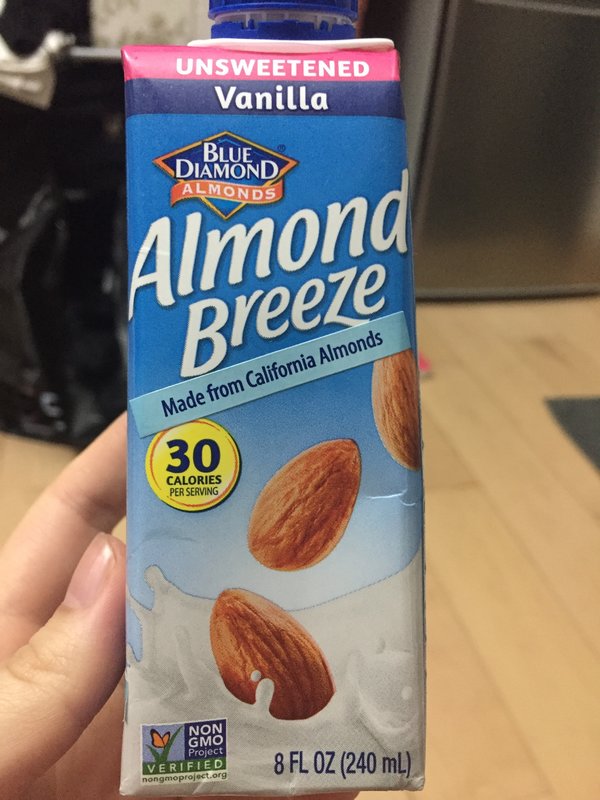 UNSWEETENED
Vanilla
BLUE
DIAMOND®
ALMONDS
Almond
Breeze
Made from California Almonds
30
CALORIES
PER SERVING
NON
GMO
Project
VERIFIED
nongmoproject.org
8 FL OZ (240 mL)